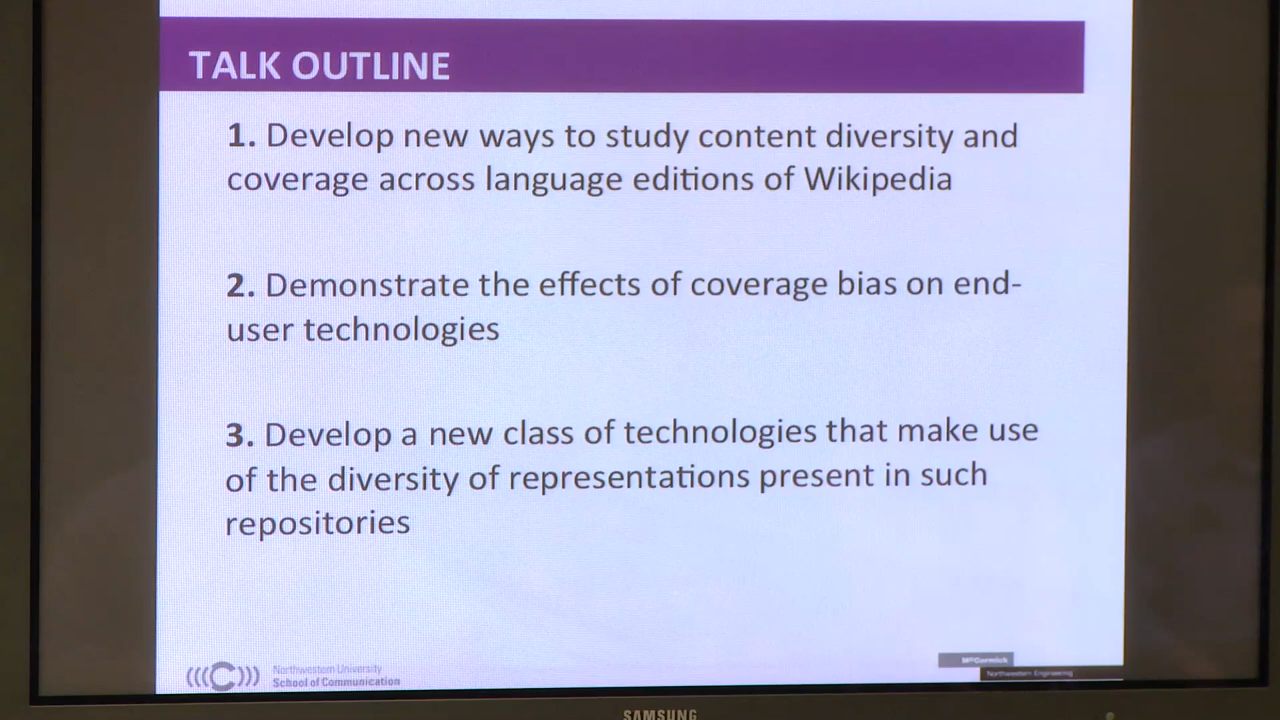 TALK OUTLINE
1. Develop new ways to study content diversity and
coverage across language editions of Wikipedia
2. Demonstrate the effects of coverage bias on end-
user technologies
3. Develop a new class of technologies that make use
of the diversity of representations present in such
repositories
(((C)))
Northwestern University
School of Communication
McCormick
Northwestern Engineering
SAMSUNG